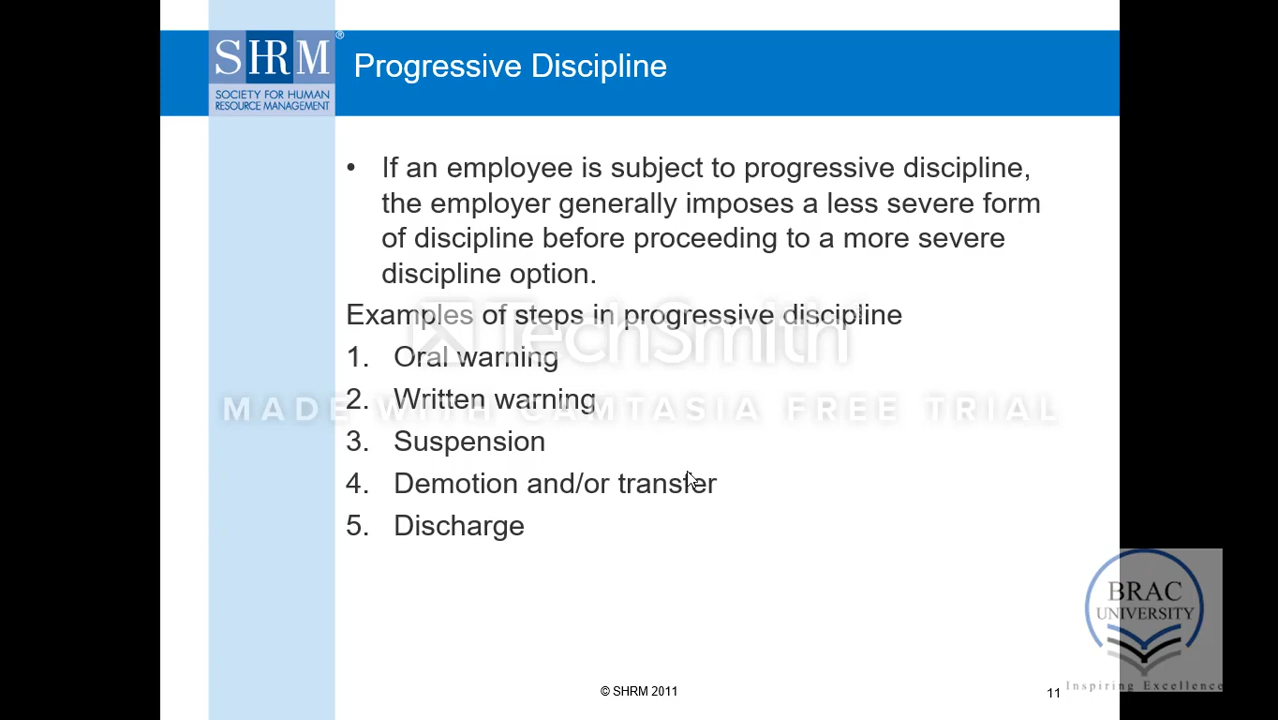 SHRM®
SOCIETY FOR HUMAN
RESOURCE MANAGEMENT
Progressive Discipline
• If an employee is subject to progressive discipline,
the employer generally imposes a less severe form
of discipline before proceeding to a more severe
discipline option.
Examples of steps in progressive discipline
TechSmith
1. Oral warning
2. Written warning
MADE WITH CAMTASIA FREE TRIAL
3. Suspension
4. Demotion and/or transfer
5. Discharge
BRAC
UNIVERSITY
Inspiring Excellence
© SHRM 2011
11